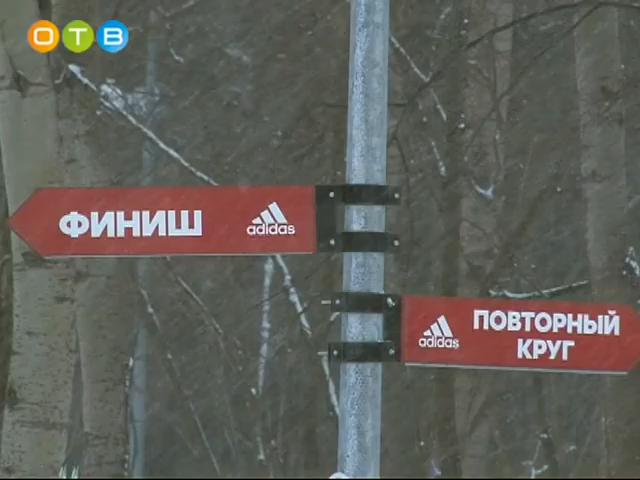 ОТВ
ФИНИШ
adidas
adidas
ПОВТОРНЫЙ
КРУГ